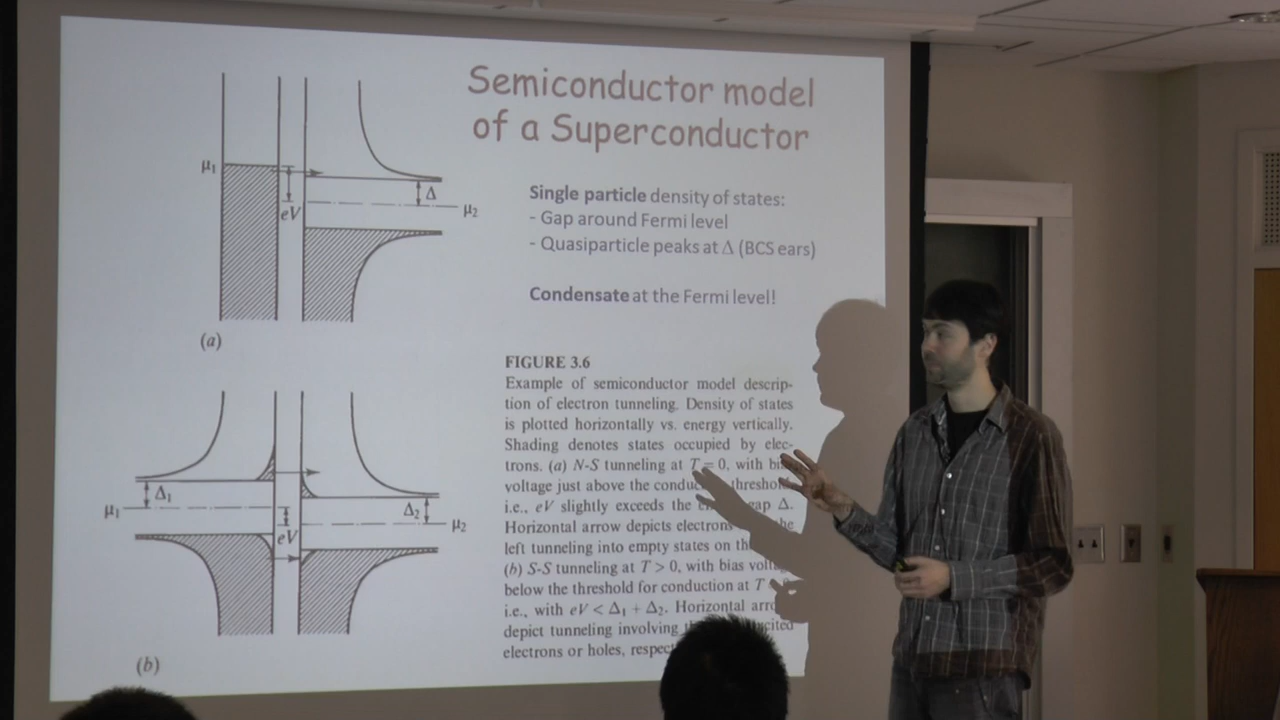 Semiconductor model
of a Superconductor
μ₁
eV
Δ
μ₂
(a)
Single particle density of states:
- Gap around Fermi level
- Quasiparticle peaks at Δ (BCS ears)
Condensate at the Fermi level!
μ₁
Δ₁
eV
Δ₂
μ₂
(b)
FIGURE 3.6
Example of semiconductor model descrip-
tion of electron tunneling. Density of states
is plotted horizontally vs. energy vertically.
Shading denotes states occupied by elec-
trons. (a) N-S tunneling at T = 0, with
voltage just above the
i.e., eV slightly exceeds the Δ.
Horizontal arrow depicts electrons
left tunneling into empty states on
(b) S-S tunneling at T > 0, with bias
below the threshold for conduction at T
i.e., with eV < Δ₁ + Δ₂. Horizontal
depict tunneling involving
electrons or holes,